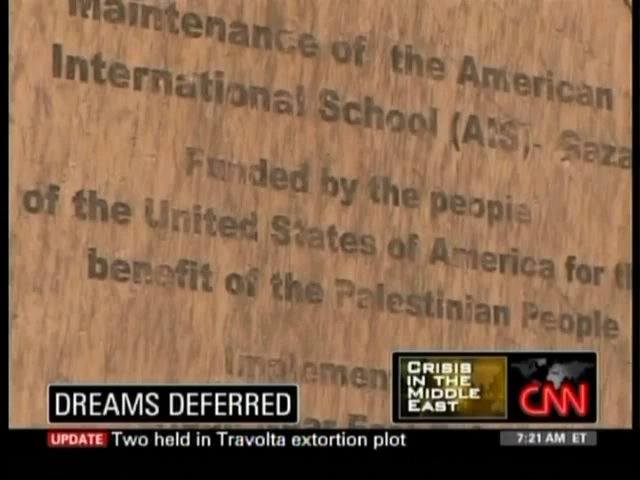 Maintenance of the American
International School (AIS)- Gaza
Funded by the people
of the United States of America for t
benefit of the Palestinian People
Implemen
CRISIS
IN THE
MIDDLE
EAST
CNN
DREAMS DEFERRED
UPDATE Two held in Travolta extortion plot
7:21 AM ET